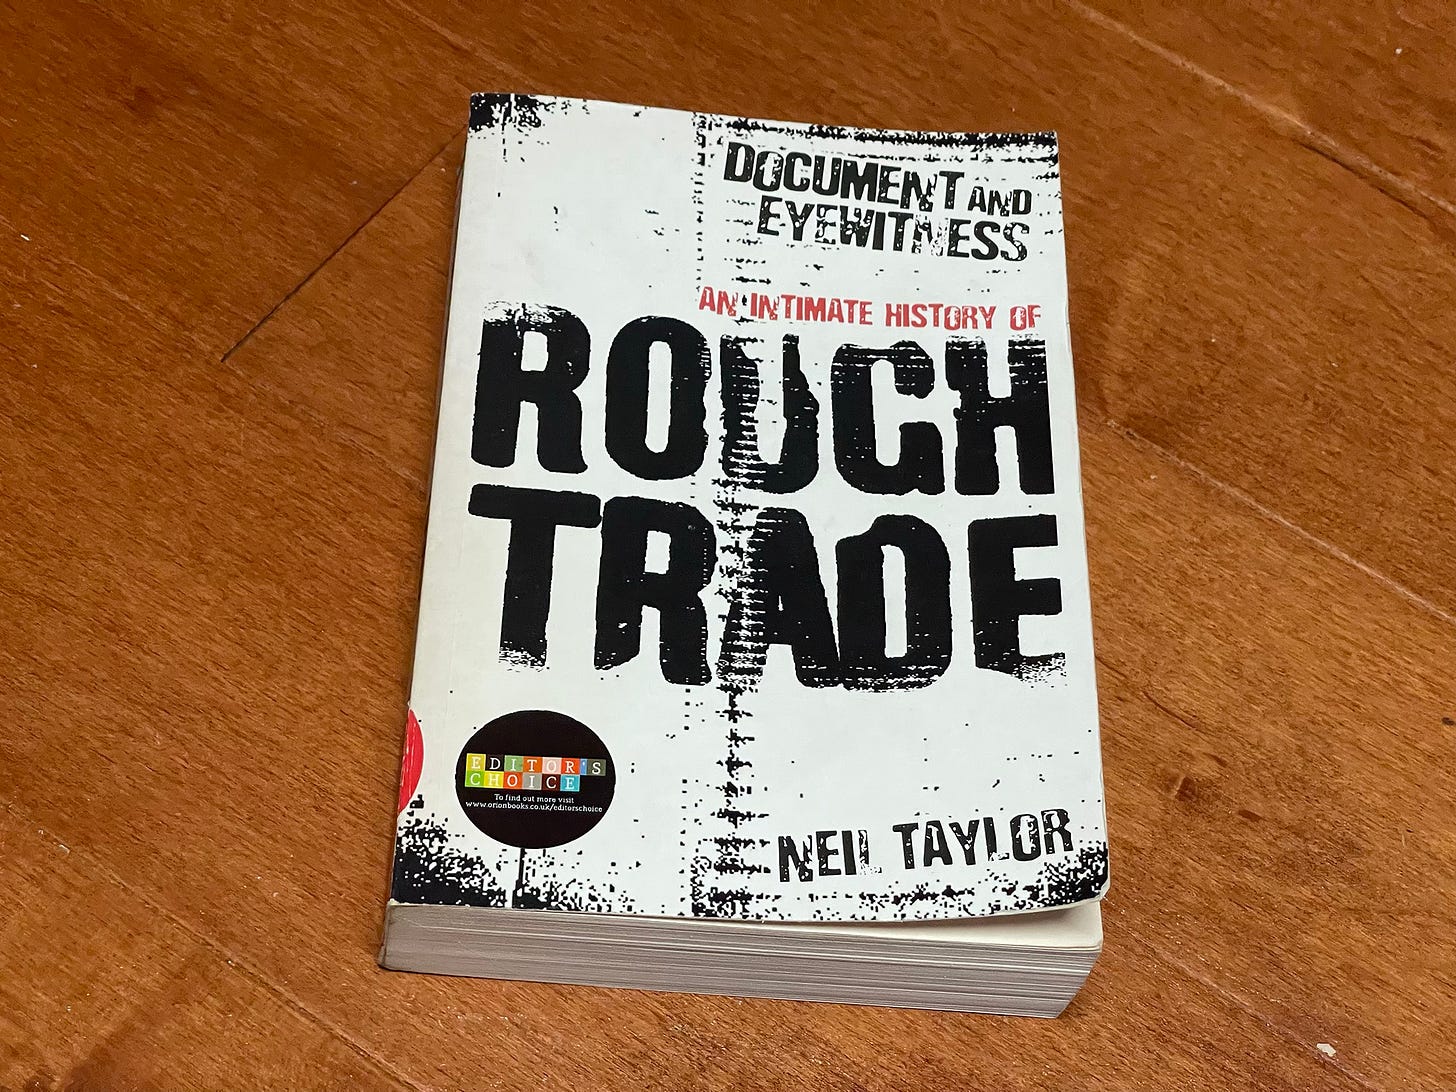 DOCUMENT AND
EYEWITNESS
AN INTIMATE HISTORY OF
ROUGH
TRADE
EDITOR'S
CHOICE
To find out more visit
www.orionbooks.co.uk/editorschoice
NEIL TAYLOR